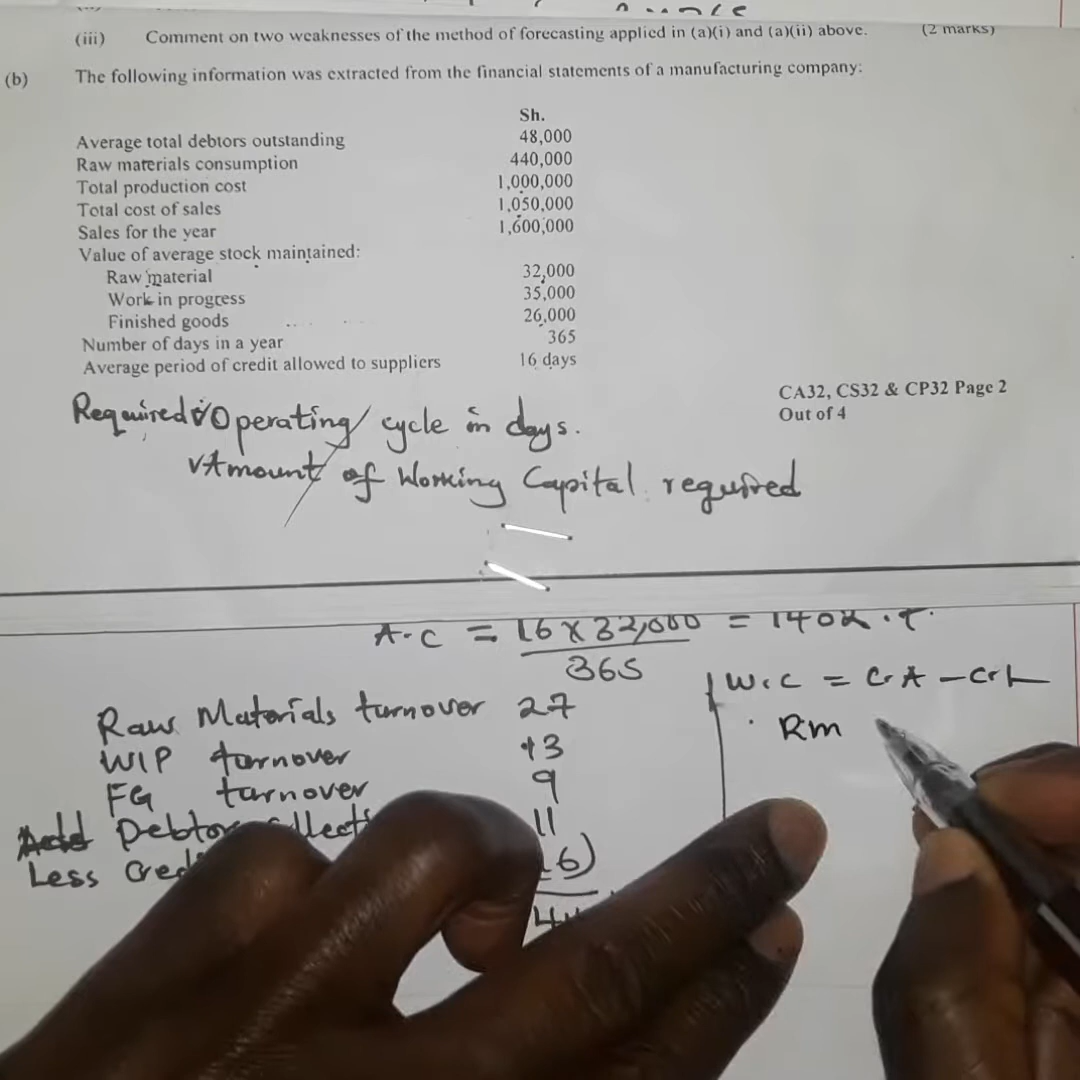 (iii) Comment on two weaknesses of the method of forecasting applied in (a)(i) and (a)(ii) above. (2 marks)
(b) The following information was extracted from the financial statements of a manufacturing company:
Sh.
Average total debtors outstanding 48,000
Raw materials consumption 440,000
Total production cost 1,000,000
Total cost of sales 1,050,000
Sales for the year 1,600,000
Value of average stock maintained:
Raw material 32,000
Work in progress 35,000
Finished goods 26,000
Number of days in a year 365
Average period of credit allowed to suppliers 16 days
CA32, CS32 & CP32 Page 2
Out of 4
Required Operating cycle in days.
Amount of Working Capital required
A.C = 16 X 32,000 =
365
Raw Materials turnover 27
WIP turnover 13
FG turnover 9
Add 11
Less 6)
W.C = C.A - C.L
Rm